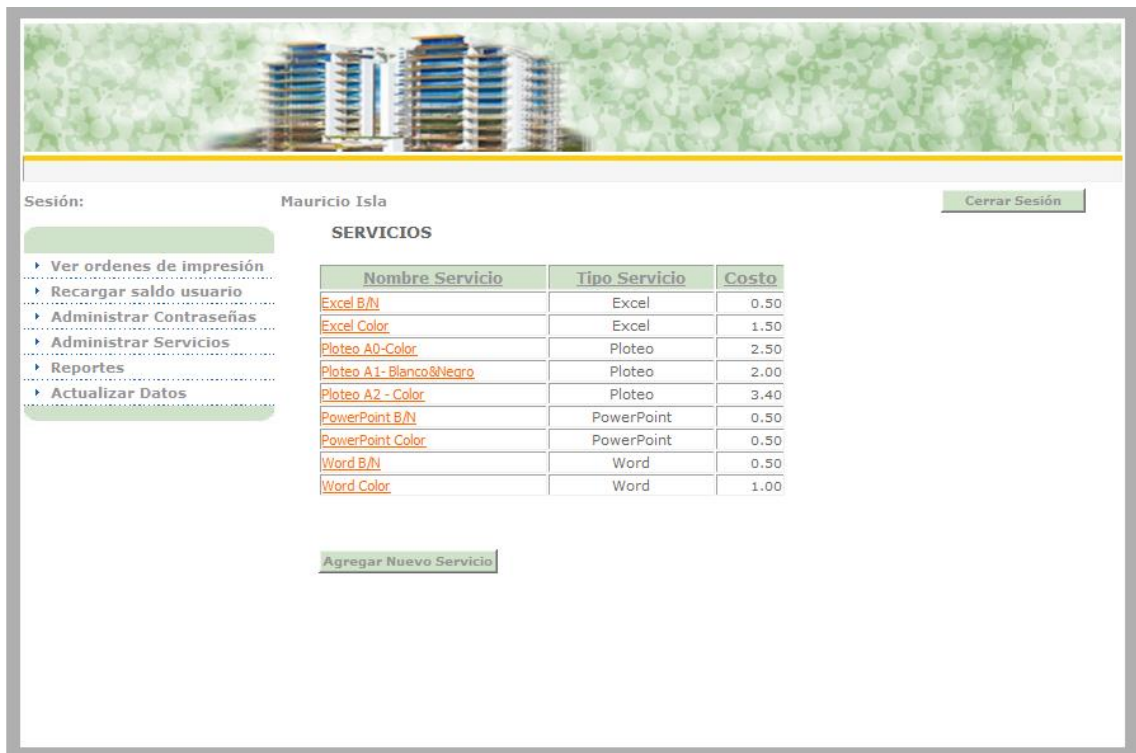 Sesión: Mauricio Isla Cerrar Sesión
SERVICIOS
Ver ordenes de impresión
Recargar saldo usuario
Administrar Contraseñas
Administrar Servicios
Reportes
Actualizar Datos
Nombre Servicio Tipo Servicio Costo
Excel B/N Excel 0.50
Excel Color Excel 1.50
Ploteo A0-Color Ploteo 2.50
Ploteo A1- Blanco&Negro Ploteo 2.00
Ploteo A2 - Color Ploteo 3.40
PowerPoint B/N PowerPoint 0.50
PowerPoint Color PowerPoint 0.50
Word B/N Word 0.50
Word Color Word 1.00
Agregar Nuevo Servicio